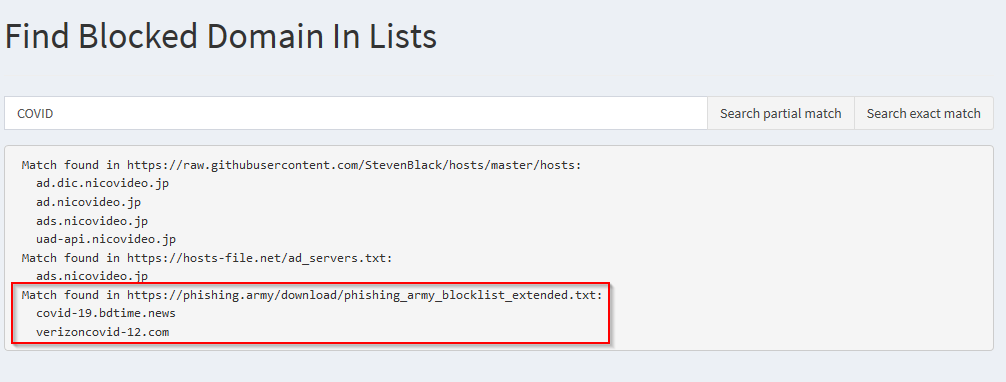 Find Blocked Domain In Lists
COVID
Search partial match
Search exact match
Match found in https://raw.githubusercontent.com/StevenBlack/hosts/master/hosts:
ad.dic.nicovideo.jp
ad.nicovideo.jp
ads.nicovideo.jp
uad-api.nicovideo.jp
Match found in https://hosts-file.net/ad_servers.txt:
ads.nicovideo.jp
Match found in https://phishing.army/download/phishing_army_blocklist_extended.txt:
covid-19.bdtime.news
verizoncovid-12.com